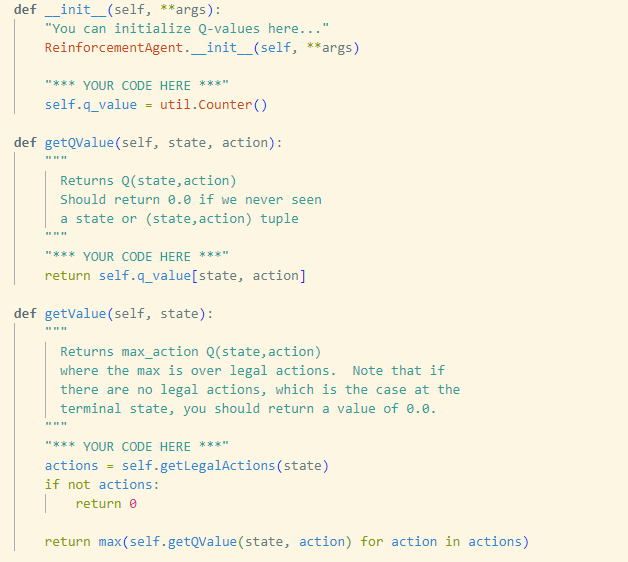 def __init__(self, **args):
    "You can initialize Q-values here..."
    ReinforcementAgent.__init__(self, **args)

    "*** YOUR CODE HERE ***"
    self.q_value = util.Counter()

def getQValue(self, state, action):
    """
      Returns Q(state,action)
      Should return 0.0 if we never seen
      a state or (state,action) tuple
    """
    "*** YOUR CODE HERE ***"
    return self.q_value[state, action]

def getValue(self, state):
    """
      Returns max_action Q(state,action)
      where the max is over legal actions.  Note that if
      there are no legal actions, which is the case at the
      terminal state, you should return a value of 0.0.
    """
    "*** YOUR CODE HERE ***"
    actions = self.getLegalActions(state)
    if not actions:
        return 0

    return max(self.getQValue(state, action) for action in actions)